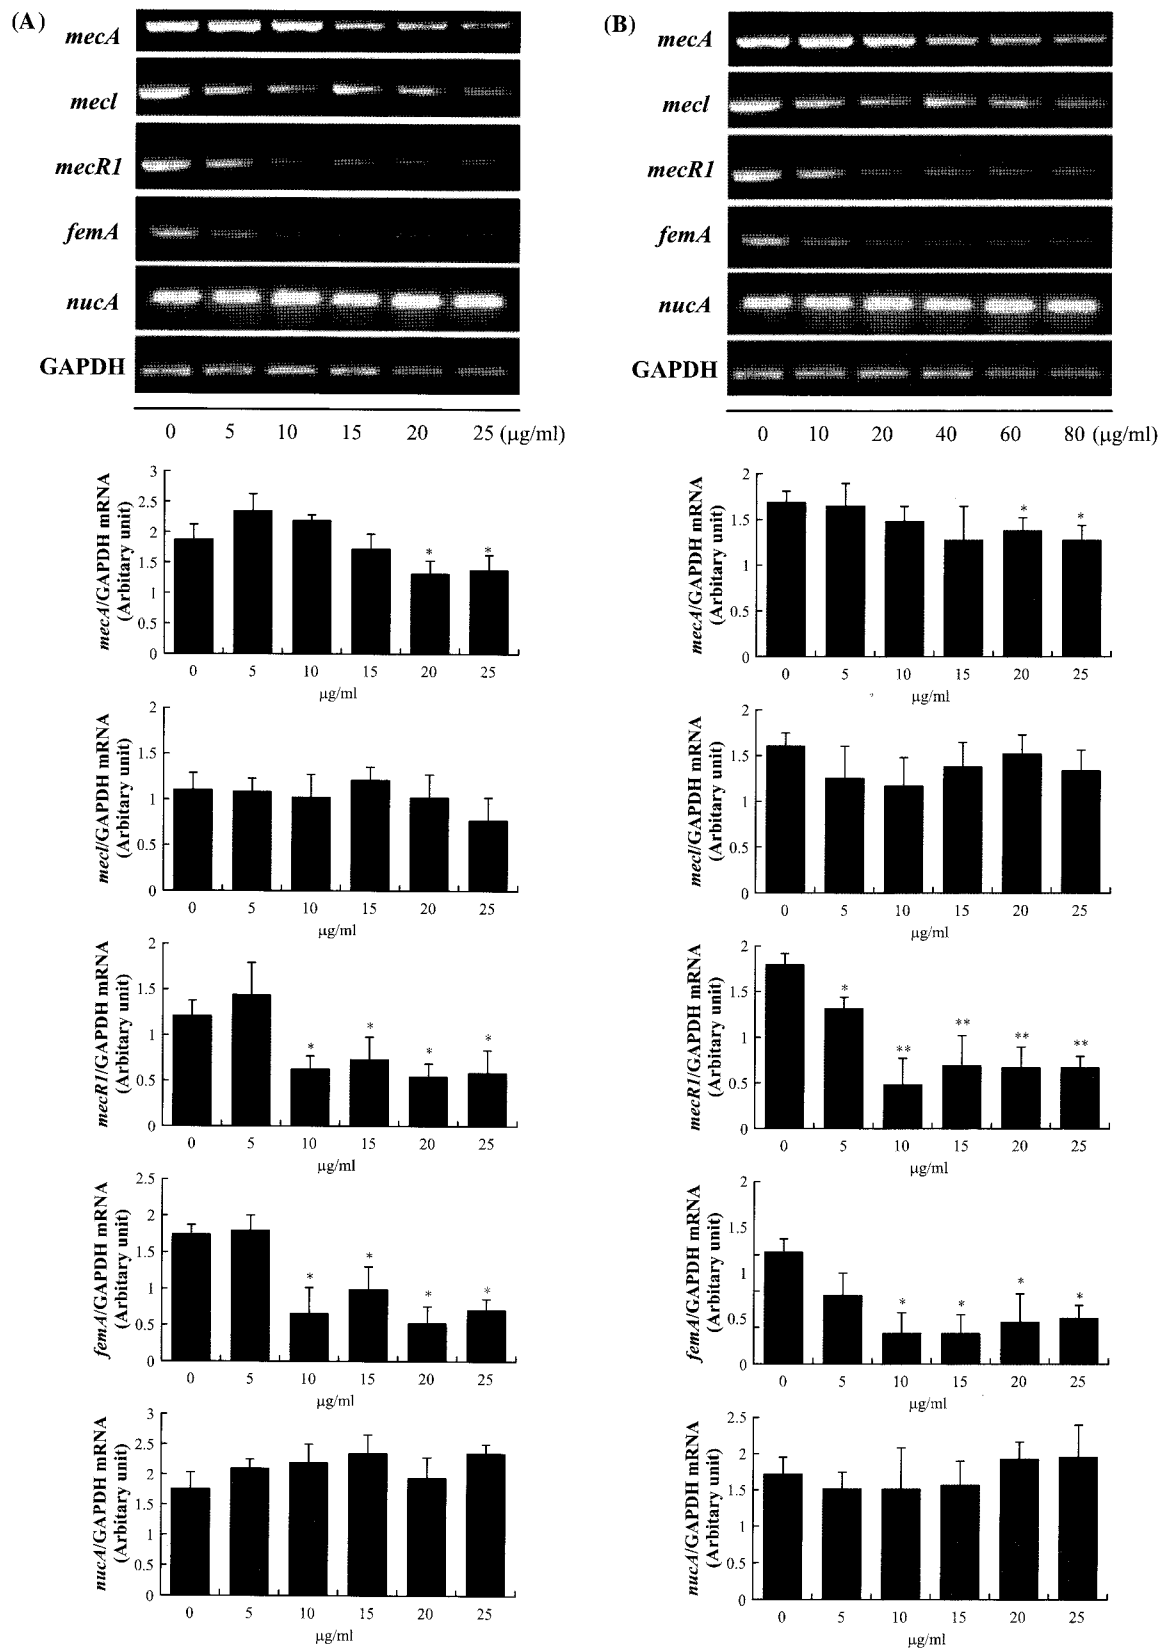 (A)
mecA
mecI
mecR1
femA
nucA
GAPDH
0 5 10 15 20 25 (μg/ml)
mecA/GAPDH mRNA
(Arbitary unit)
3
2.5
2
1.5
1
0.5
0
* *
0 5 10 15 20 25
μg/ml
mecI/GAPDH mRNA
(Arbitary unit)
2
1.5
1
0.5
0
0 5 10 15 20 25
μg/ml
mecR1/GAPDH mRNA
(Arbitary unit)
2
1.5
1
0.5
0
* * * *
0 5 10 15 20 25
μg/ml
femA/GAPDH mRNA
(Arbitary unit)
2.5
2
1.5
1
0.5
0
* * * *
0 5 10 15 20 25
μg/ml
nucA/GAPDH mRNA
(Arbitary unit)
3
2.5
2
1.5
1
0.5
0
0 5 10 15 20 25
μg/ml
(B)
mecA
mecI
mecR1
femA
nucA
GAPDH
0 10 20 40 60 80 (μg/ml)
mecA/GAPDH mRNA
(Arbitary unit)
2
1.5
1
0.5
0
* *
0 5 10 15 20 25
μg/ml
mecI/GAPDH mRNA
(Arbitary unit)
2
1.5
1
0.5
0
0 5 10 15 20 25
μg/ml
mecR1/GAPDH mRNA
(Arbitary unit)
2
1.5
1
0.5
0
* ** ** ** **
0 5 10 15 20 25
μg/ml
femA/GAPDH mRNA
(Arbitary unit)
2
1.5
1
0.5
0
* * * *
0 5 10 15 20 25
μg/ml
nucA/GAPDH mRNA
(Arbitary unit)
2.5
2
1.5
1
0.5
0
0 5 10 15 20 25
μg/ml